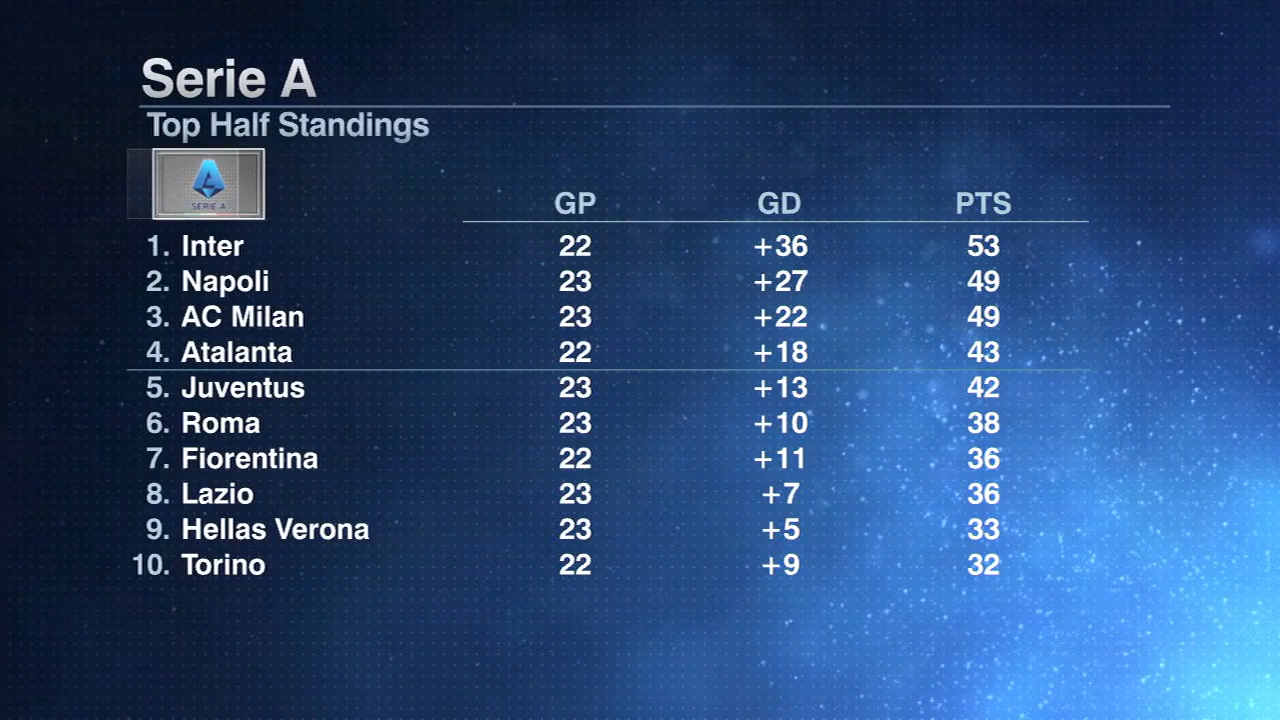 Serie A
Top Half Standings
SERIE A
GP GD PTS
1. Inter 22 +36 53
2. Napoli 23 +27 49
3. AC Milan 23 +22 49
4. Atalanta 22 +18 43
5. Juventus 23 +13 42
6. Roma 23 +10 38
7. Fiorentina 22 +11 36
8. Lazio 23 +7 36
9. Hellas Verona 23 +5 33
10. Torino 22 +9 32